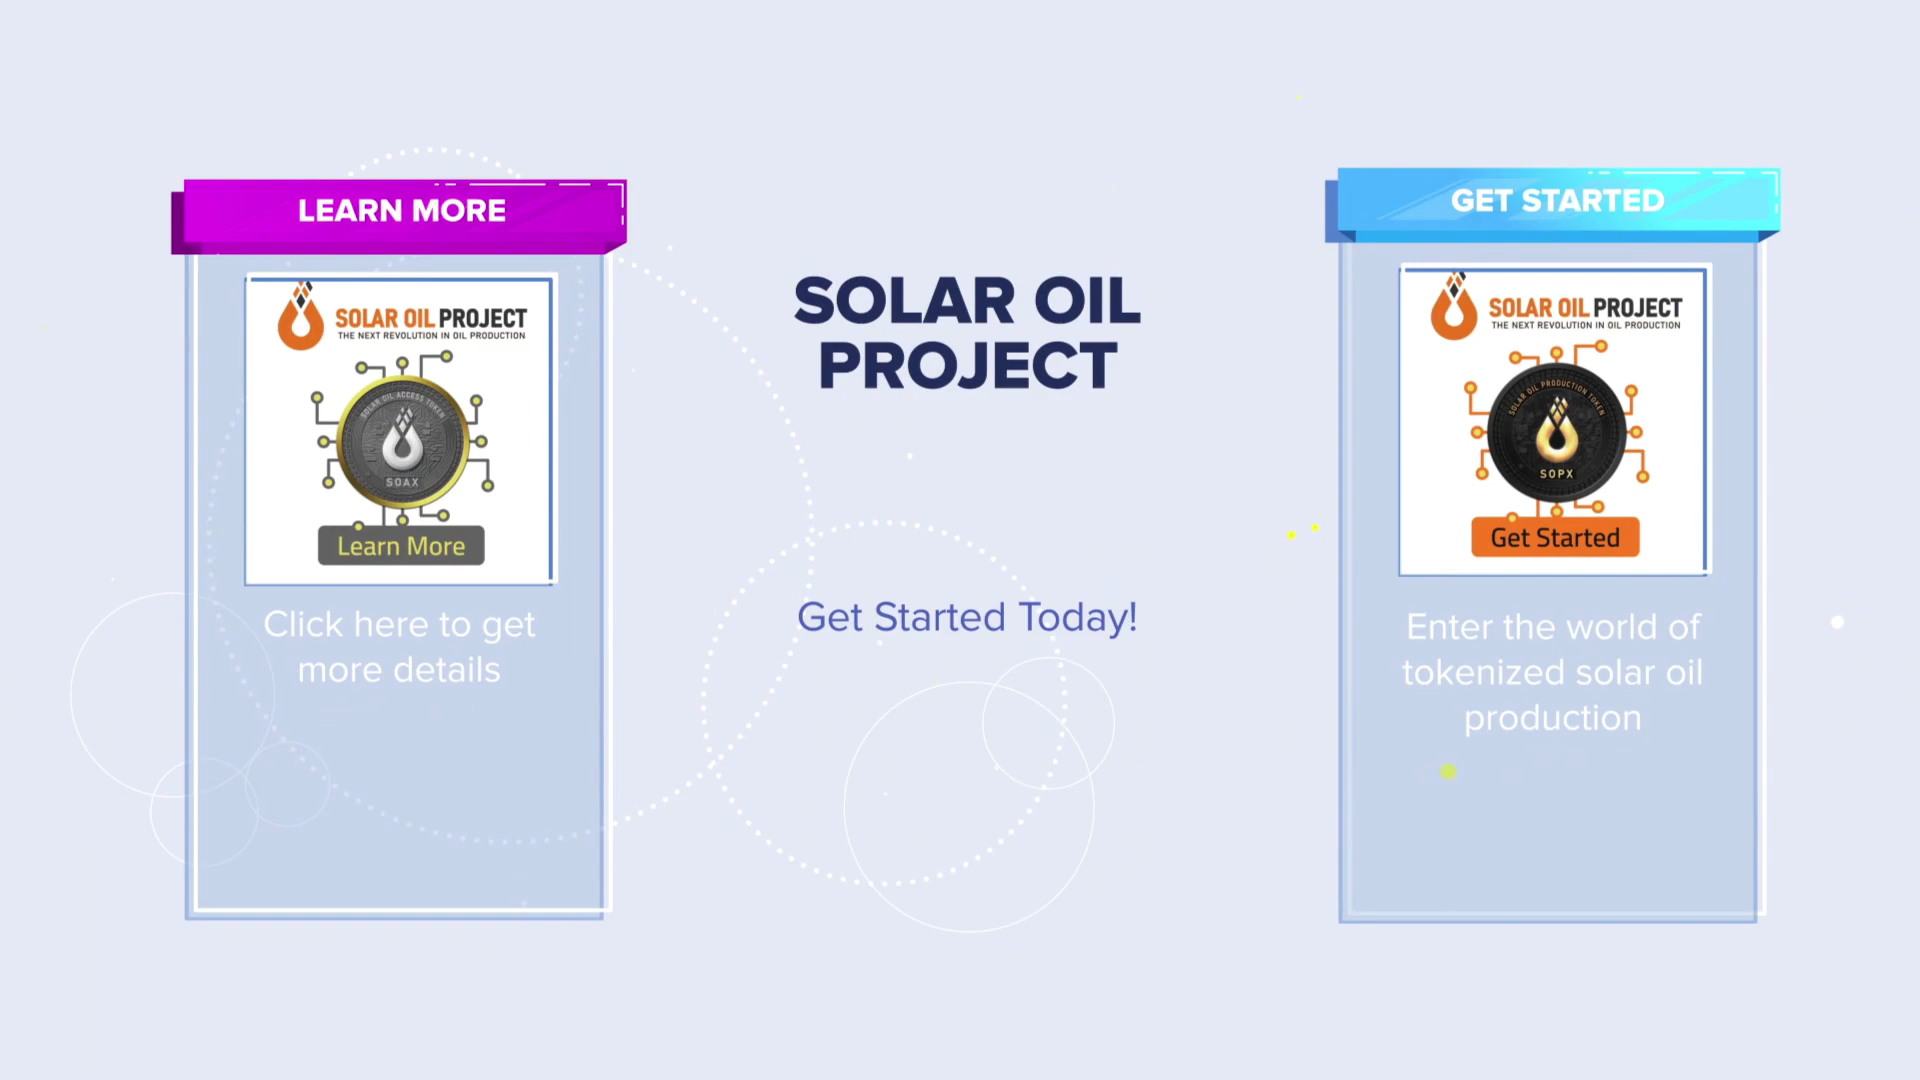 LEARN MORE
SOLAR OIL PROJECT
THE NEXT REVOLUTION IN OIL PRODUCTION
SOLAR OIL ACCESS TOKEN
SOAX
Learn More
Click here to get
more details
SOLAR OIL
PROJECT
Get Started Today!
GET STARTED
SOLAR OIL PROJECT
THE NEXT REVOLUTION IN OIL PRODUCTION
SOLAR OIL PRODUCTION TOKEN
SOPX
Get Started
Enter the world of
tokenized solar oil
production